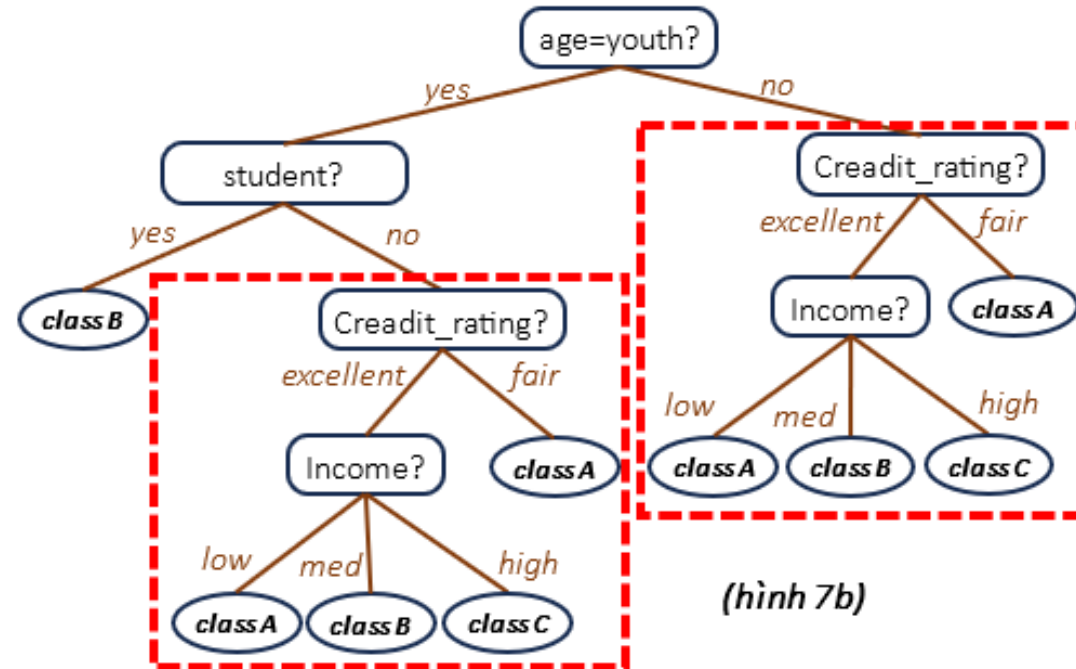 age=youth?
yes
no
student?
Creadit_rating?
yes
no
excellent
fair
class B
Creadit_rating?
Income?
class A
excellent
fair
low
med
high
Income?
class A
class A
class B
class C
low
med
high
class A
class B
class C
(hình 7b)